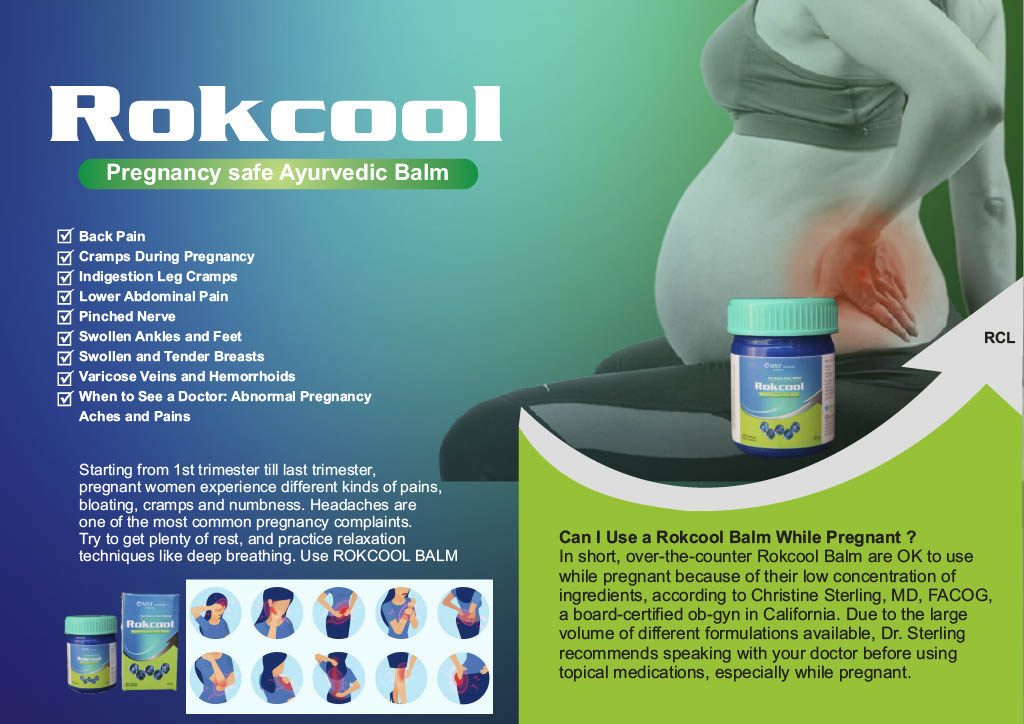 Rokcool
Pregnancy safe Ayurvedic Balm
Back Pain
Cramps During Pregnancy
Indigestion Leg Cramps
Lower Abdominal Pain
Pinched Nerve
Swollen Ankles and Feet
Swollen and Tender Breasts
Varicose Veins and Hemorrhoids
When to See a Doctor: Abnormal Pregnancy
Aches and Pains
Starting from 1st trimester till last trimester,
pregnant women experience different kinds of pains,
bloating, cramps and numbness. Headaches are
one of the most common pregnancy complaints.
Try to get plenty of rest, and practice relaxation
techniques like deep breathing. Use ROKCOOL BALM
RCL
MST
Rokcool
Can I Use a Rokcool Balm While Pregnant ?
In short, over-the-counter Rokcool Balm are OK to use
while pregnant because of their low concentration of
ingredients, according to Christine Sterling, MD, FACOG,
a board-certified ob-gyn in California. Due to the large
volume of different formulations available, Dr. Sterling
recommends speaking with your doctor before using
topical medications, especially while pregnant.
Rokcool
MST
Rokcool